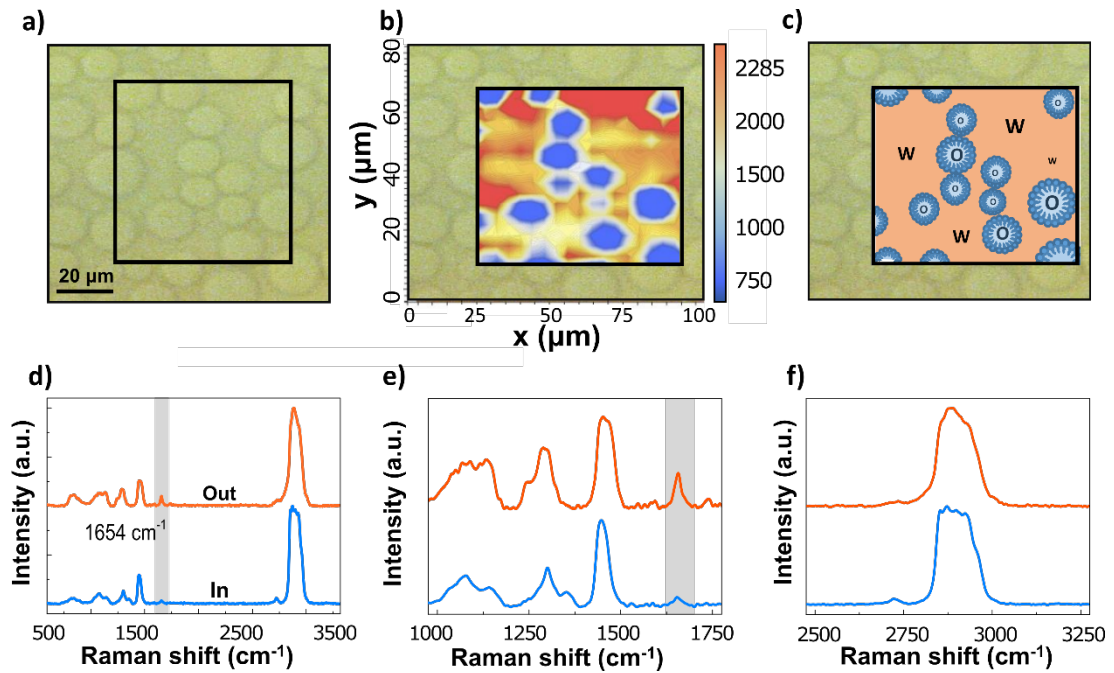 a)
b)
c)
20 µm
y (µm)
80
60
40
20
0
0 25 50 75 100
x (µm)
2285
2000
1500
1000
750
O
W
O
W
O
O
W
O
O
O
O
W
O
d)
e)
f)
Intensity (a.u.)
Out
1654 cm-1
In
500 1500 2500 3500
Raman shift (cm-1)
Intensity (a.u.)
1000 1250 1500 1750
Raman shift (cm-1)
Intensity (a.u.)
2500 2750 3000 3250
Raman shift (cm-1)